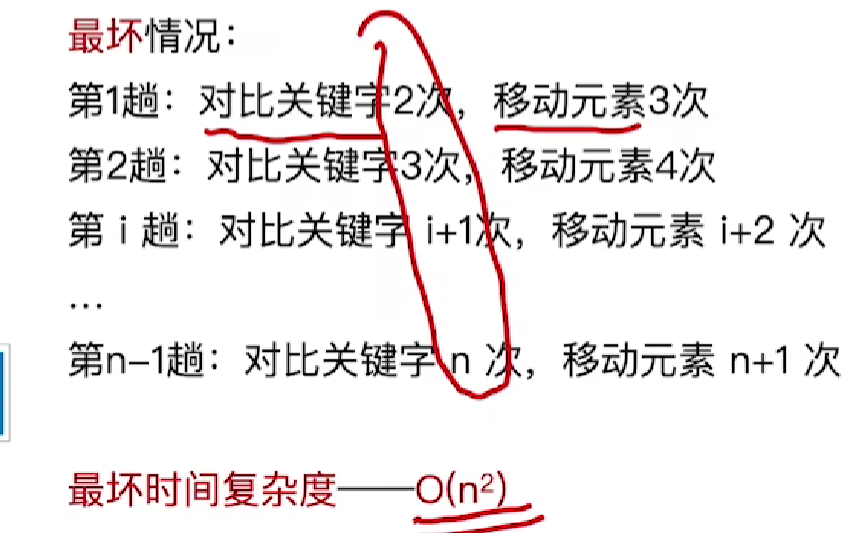 最坏情况：
第1趟：对比关键字2次，移动元素3次
第2趟：对比关键字3次，移动元素4次
第 i 趟：对比关键字 i+1次，移动元素 i+2 次
…
第n–1趟：对比关键字 n 次，移动元素 n+1 次
最坏时间复杂度——O(n²)